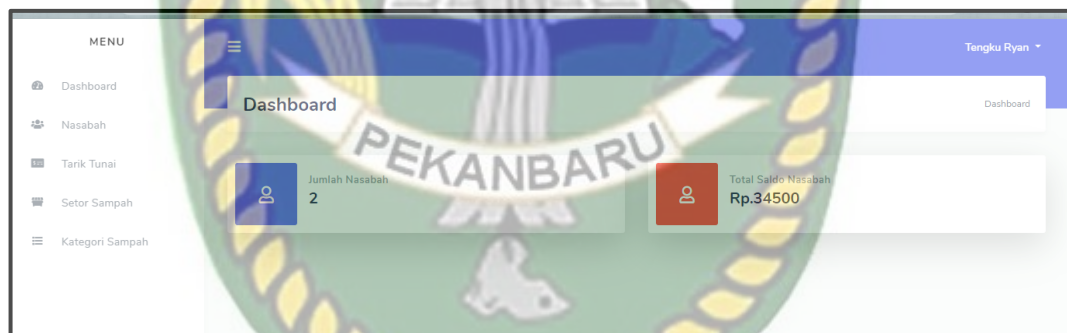 MENU
Tengku Ryan
Dashboard
Dashboard
Dashboard
Nasabah
Tarik Tunai
Setor Sampah
Kategori Sampah
PEKANBARU
Jumlah Nasabah
2
Total Saldo Nasabah
Rp.34500